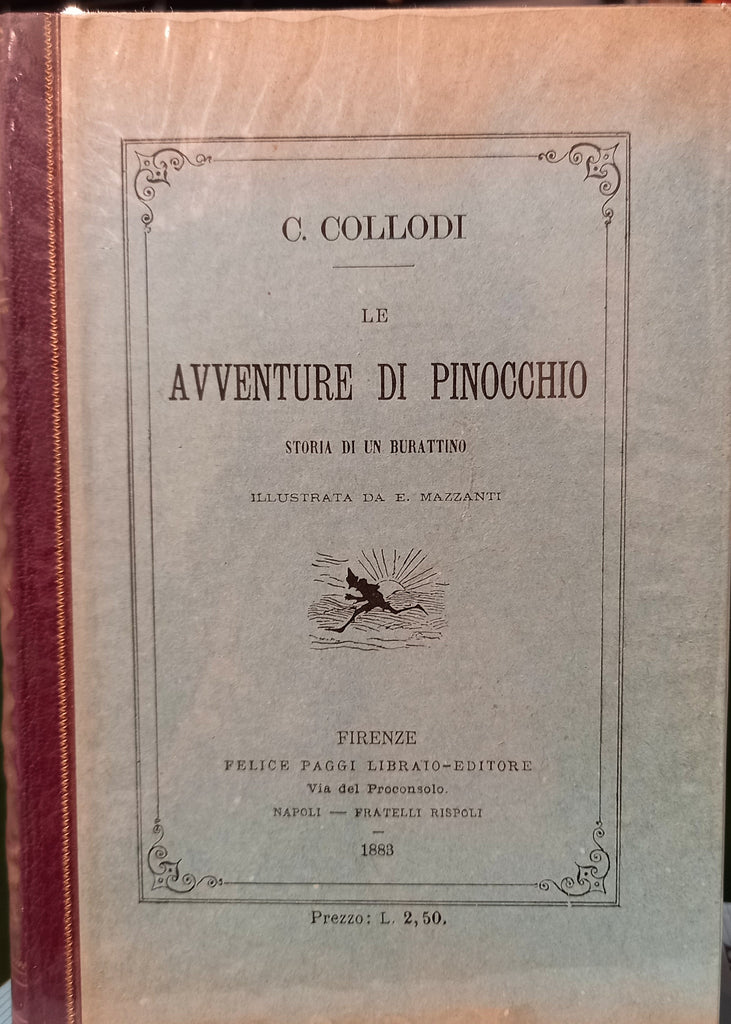 C. COLLODI
LE
AVVENTURE DI PINOCCHIO
STORIA DI UN BURATTINO
ILLUSTRATA DA E. MAZZANTI
FIRENZE
FELICE PAGGI LIBRAIO-EDITORE
Via del Proconsolo.
NAPOLI — FRATELLI RISPOLI
1883
Prezzo: L. 2,50.